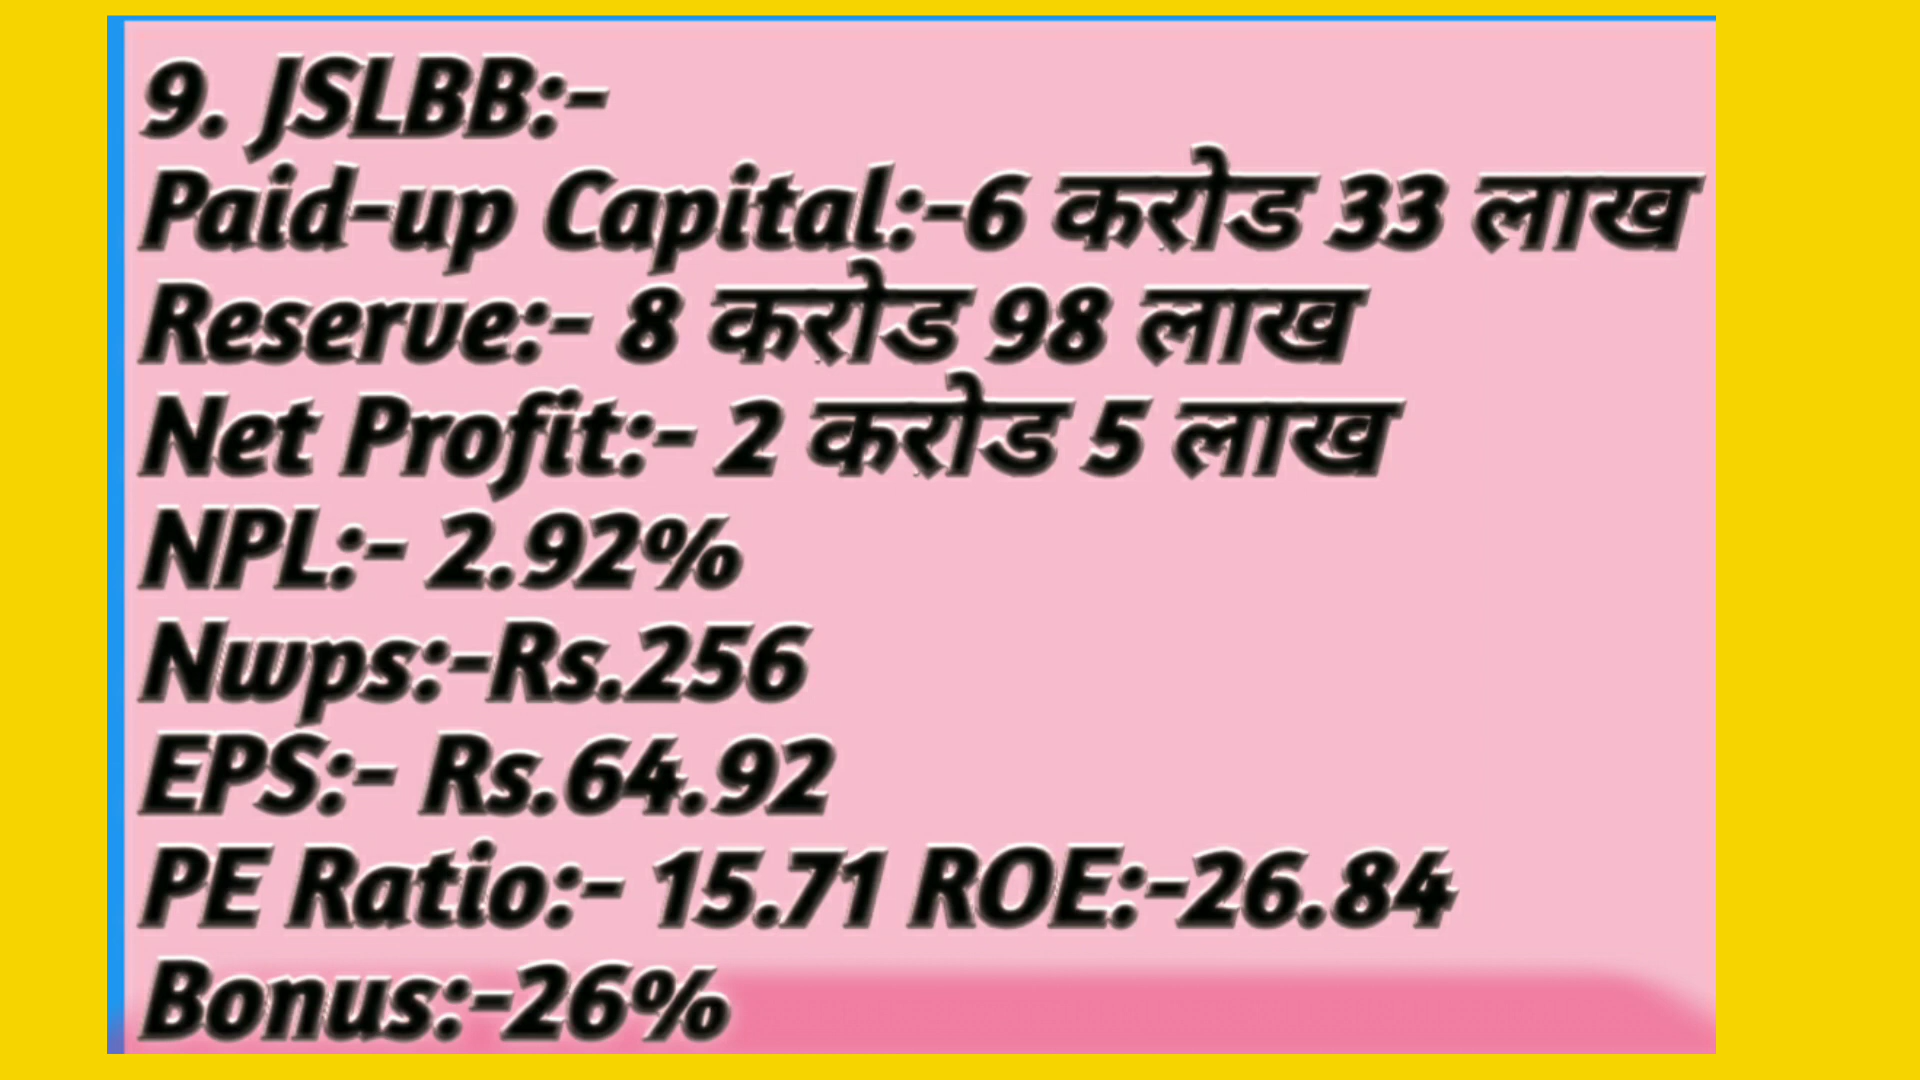 9. JSLBB:-
Paid-up Capital:-6 करोड 33 लाख
Reserve:- 8 करोड 98 लाख
Net Profit:- 2 करोड 5 लाख
NPL:- 2.92%
Nwps:-Rs.256
EPS:- Rs.64.92
PE Ratio:- 15.71 ROE:-26.84
Bonus:-26%